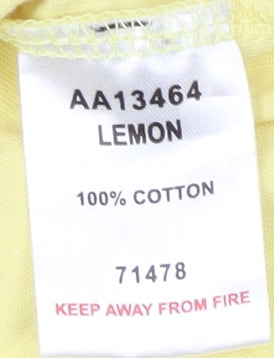 AA13464
LEMON
100% COTTON
71478
KEEP AWAY FROM FIRE